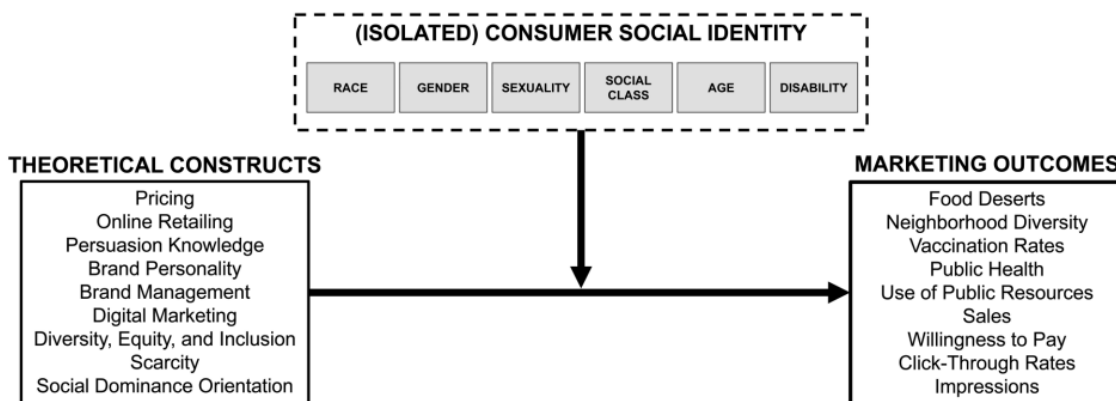 (ISOLATED) CONSUMER SOCIAL IDENTITY
RACE
GENDER
SEXUALITY
SOCIAL
CLASS
AGE
DISABILITY
THEORETICAL CONSTRUCTS
Pricing
Online Retailing
Persuasion Knowledge
Brand Personality
Brand Management
Digital Marketing
Diversity, Equity, and Inclusion
Scarcity
Social Dominance Orientation
MARKETING OUTCOMES
Food Deserts
Neighborhood Diversity
Vaccination Rates
Public Health
Use of Public Resources
Sales
Willingness to Pay
Click-Through Rates
Impressions